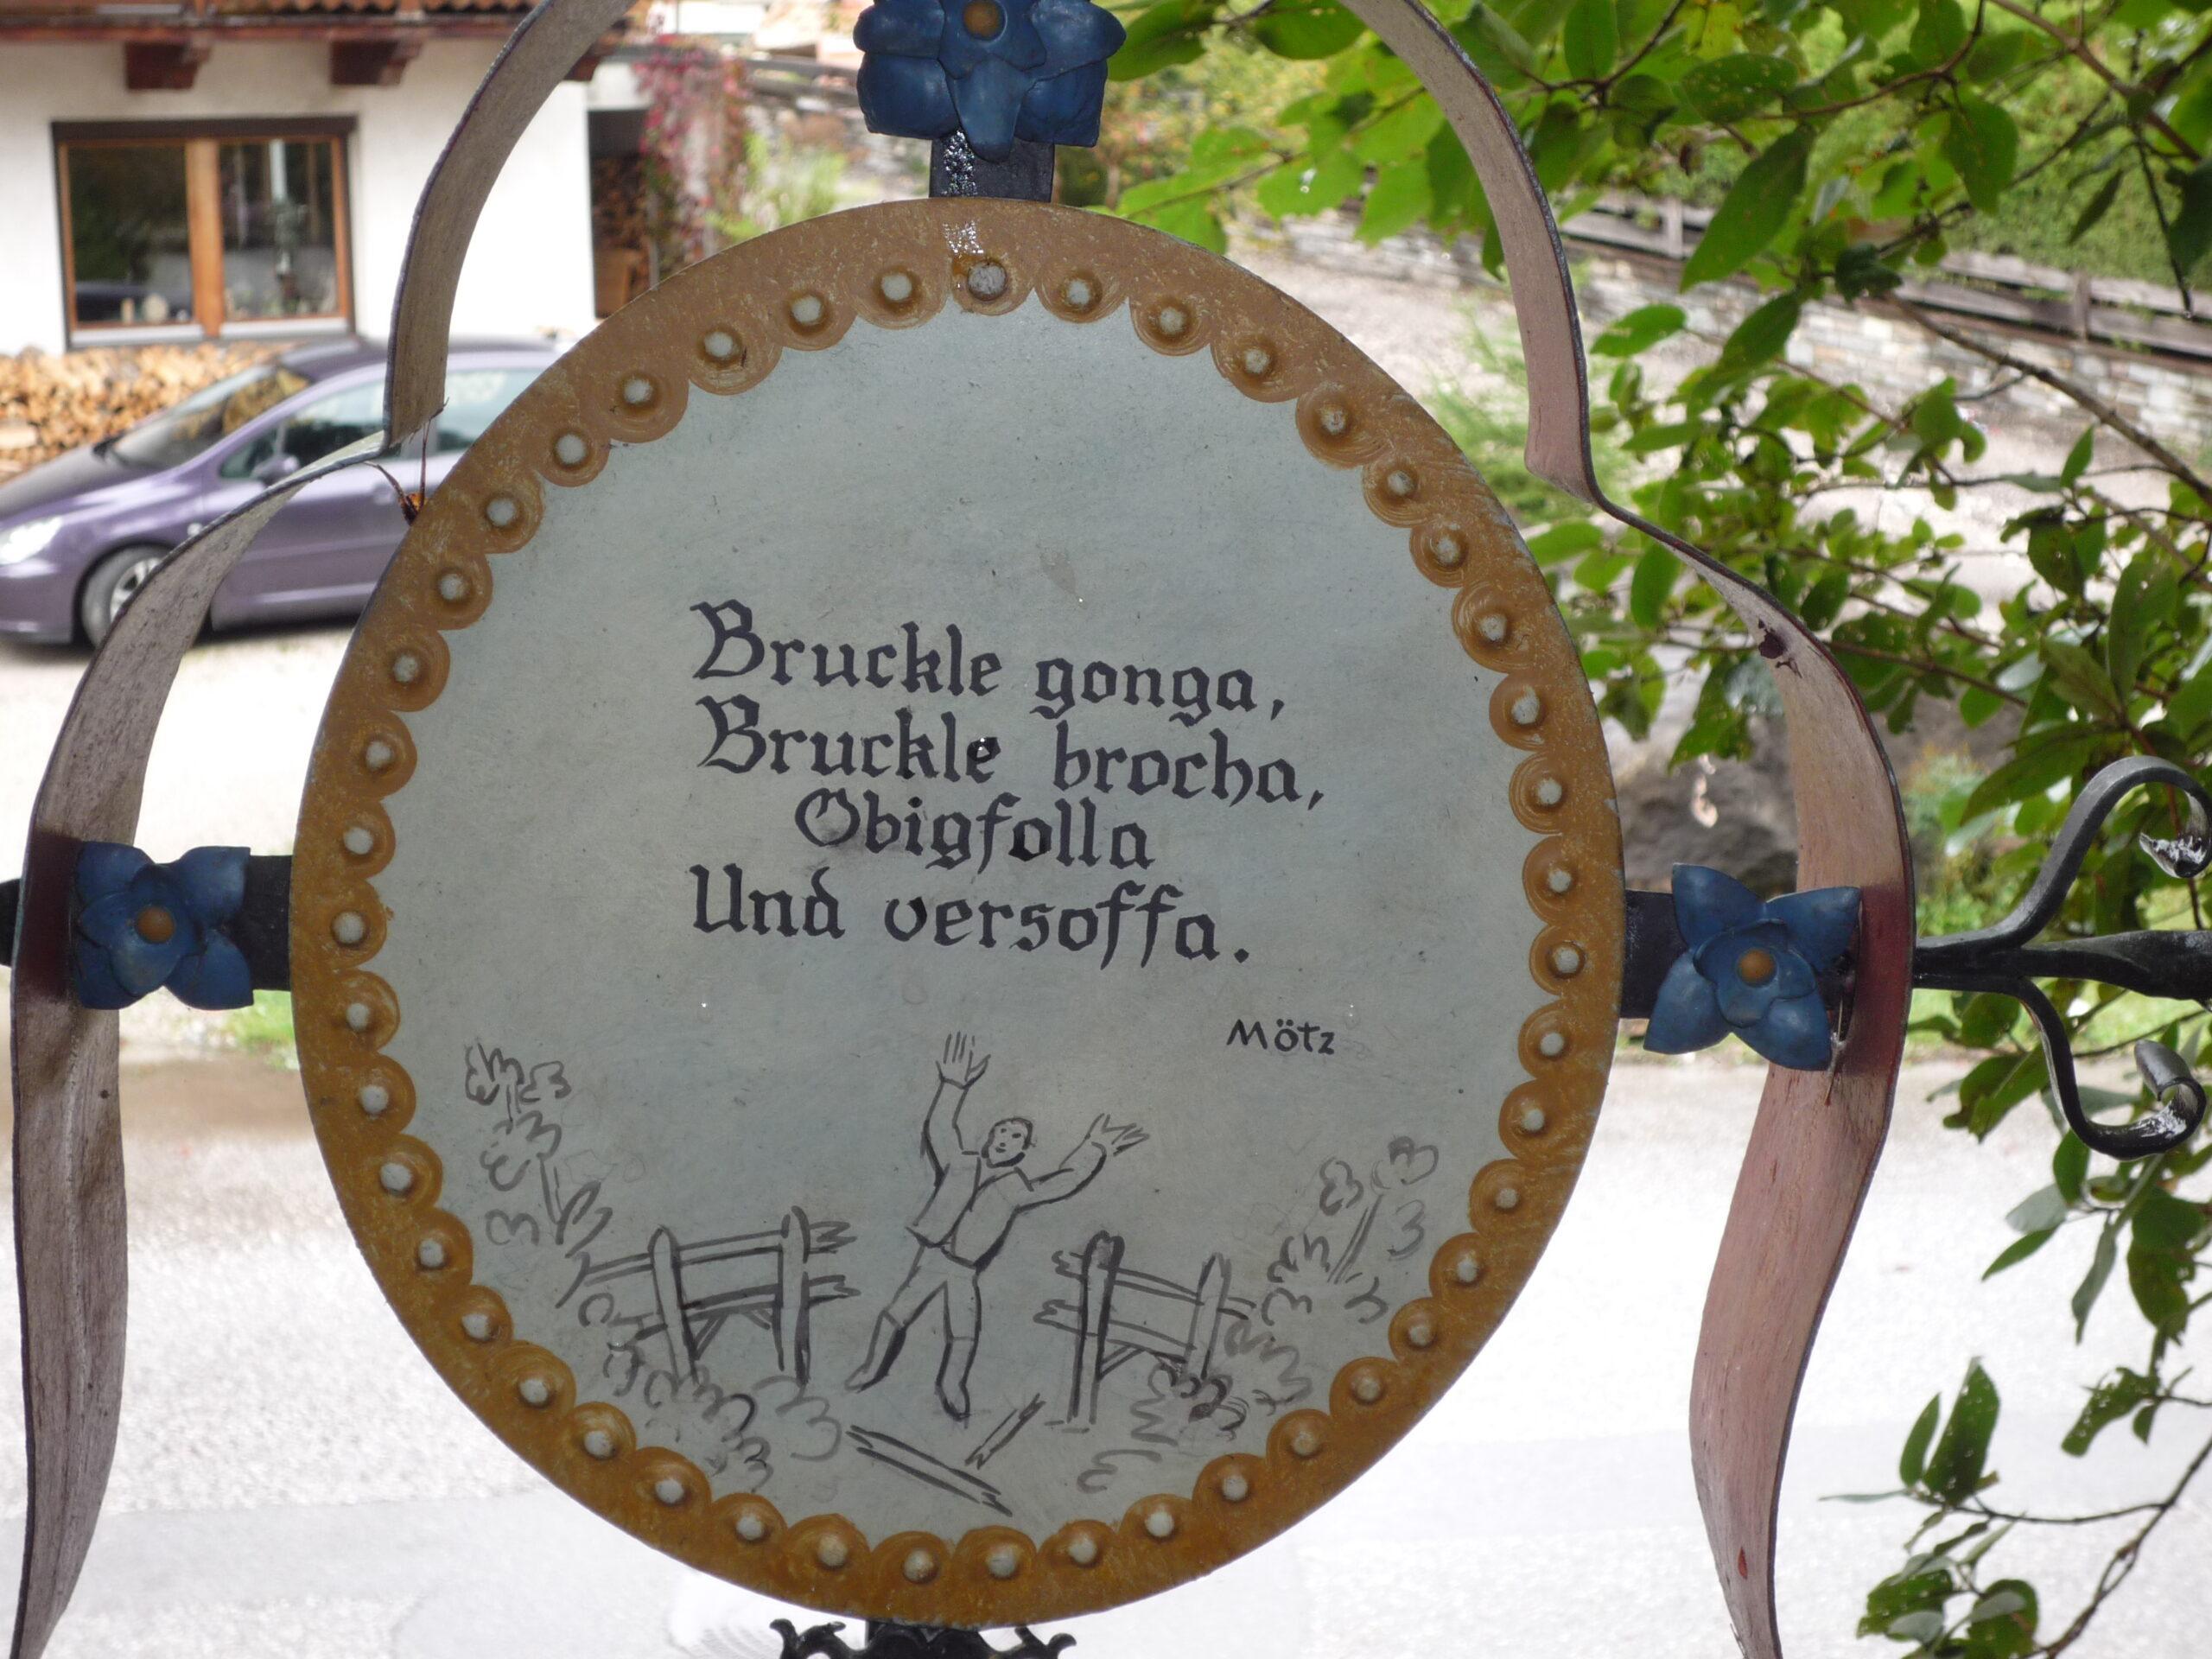 Bruckle gonga,
Bruckle brocha,
Obigfolla
Und versoffa.
Mötz